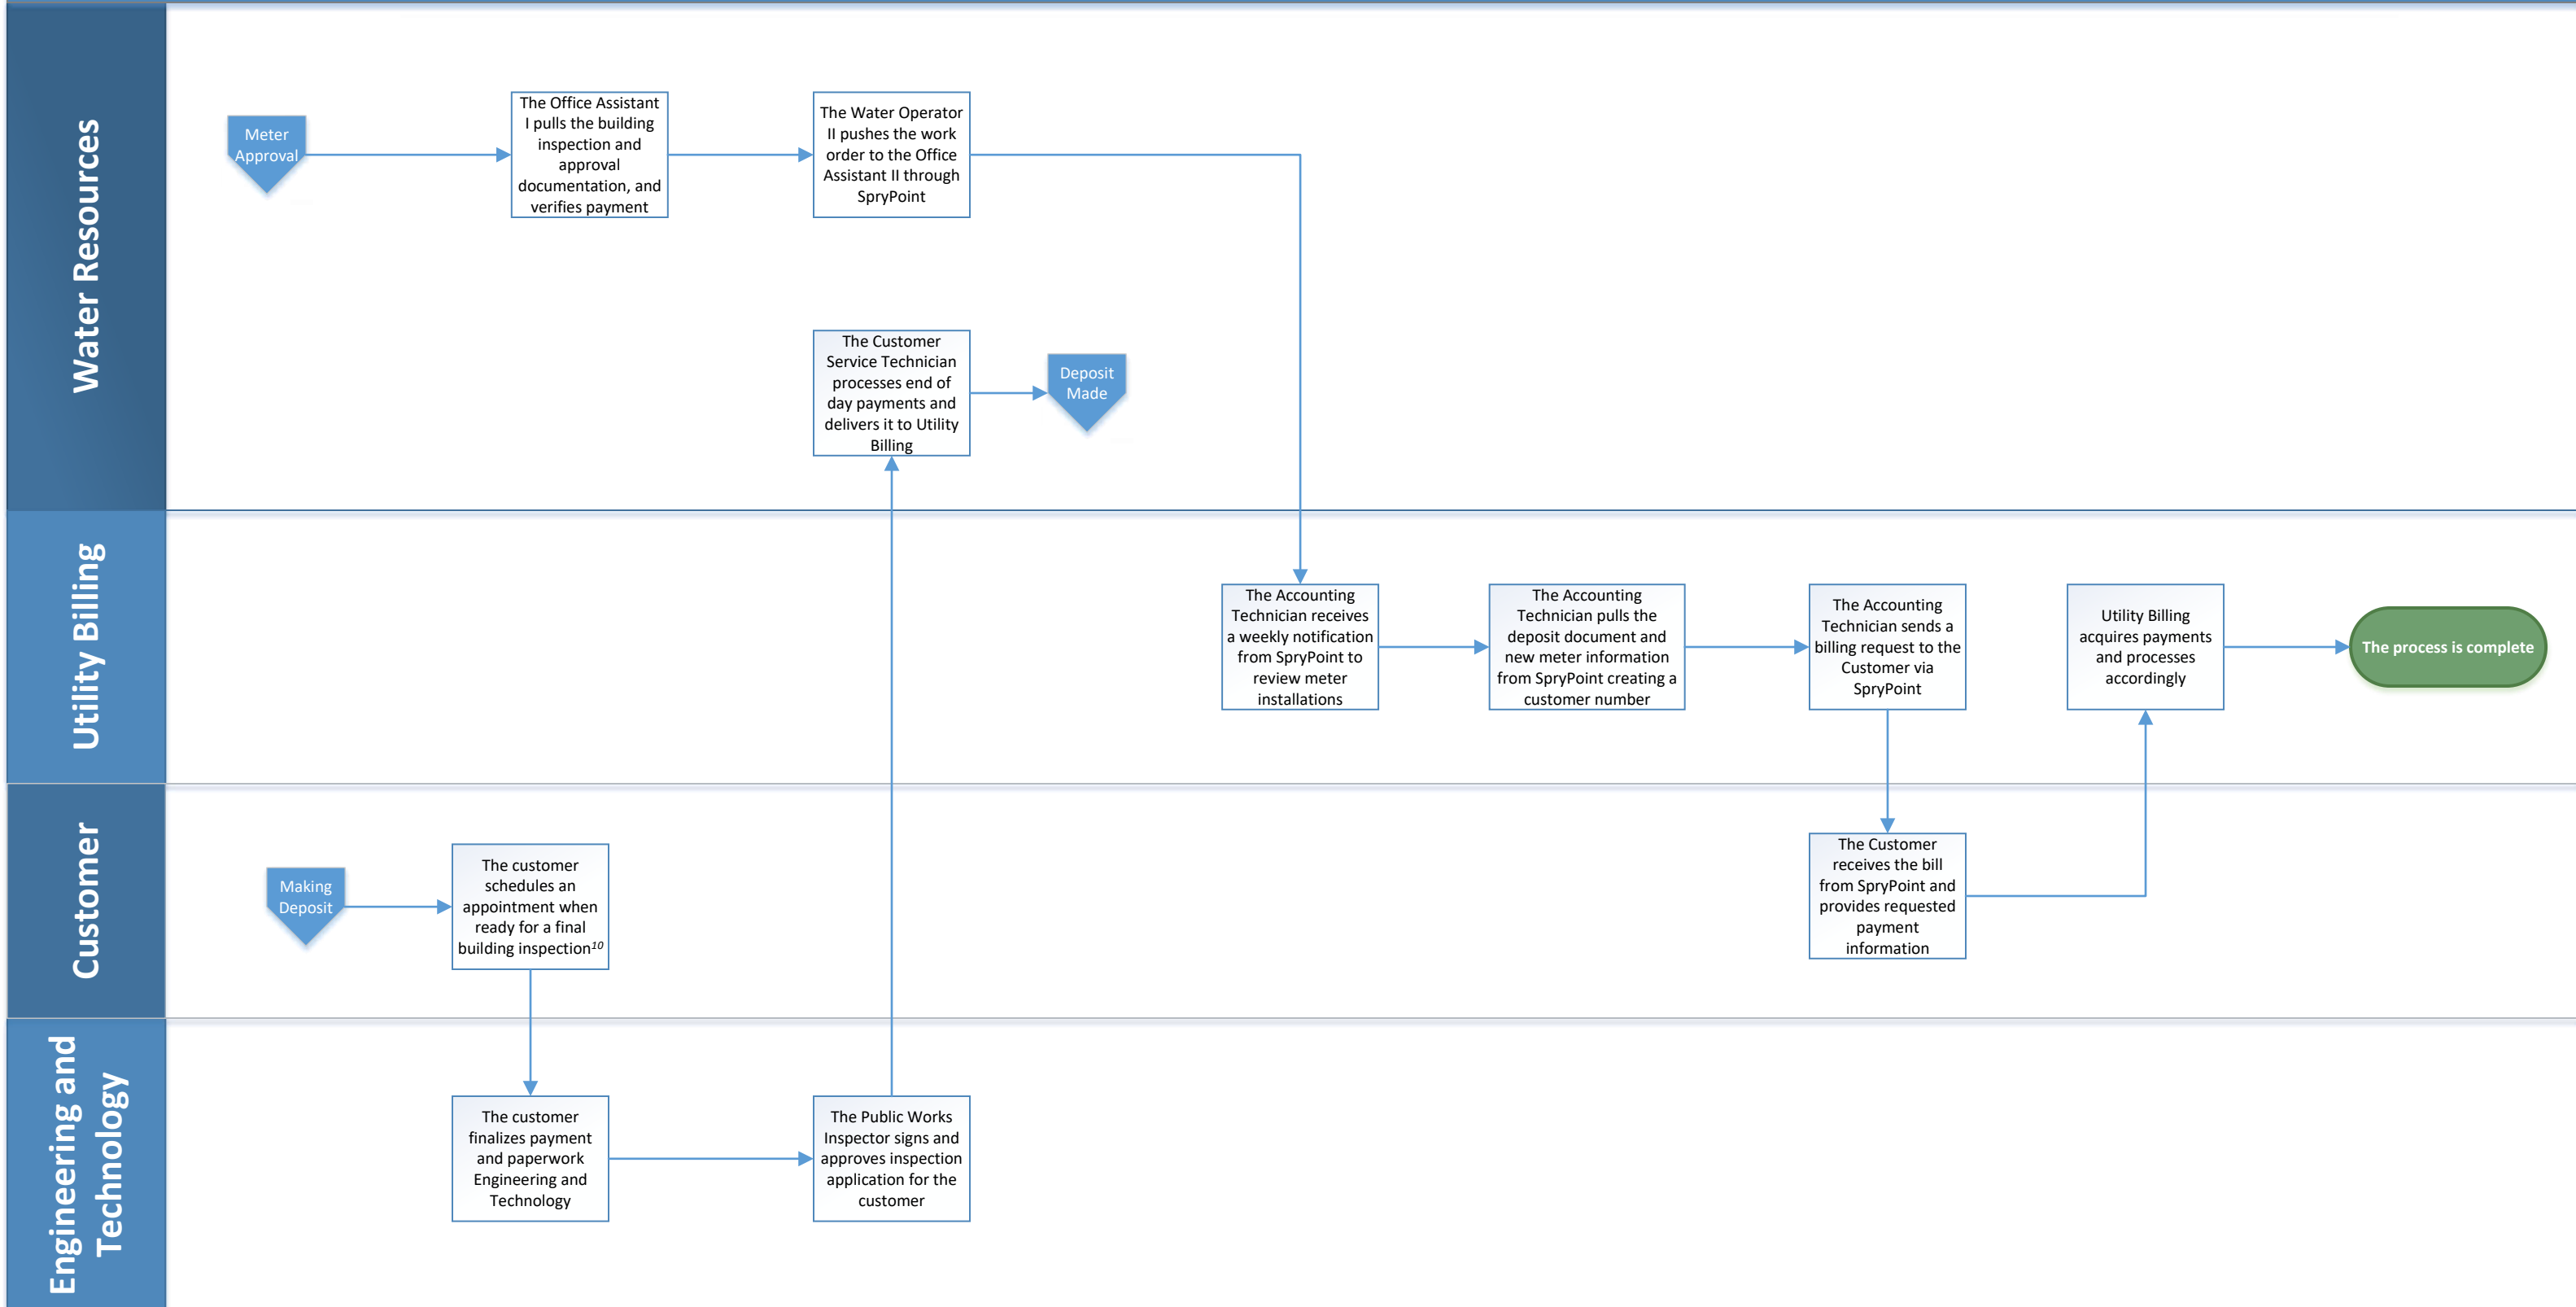 Water Resources
Meter
Approval
The Office Assistant
I pulls the building
inspection and
approval
documentation, and
verifies payment
The Water Operator
II pushes the work
order to the Office
Assistant II through
SpryPoint
The Customer
Service Technician
processes end of
day payments and
delivers it to Utility
Billing
Deposit
Made
Utility Billing
The Accounting
Technician receives
a weekly notification
from SpryPoint to
review meter
installations
The Accounting
Technician pulls the
deposit document and
new meter information
from SpryPoint creating a
customer number
The Accounting
Technician sends a
billing request to the
Customer via
SpryPoint
Utility Billing
acquires payments
and processes
accordingly
The process is complete
Customer
Making
Deposit
The customer
schedules an
appointment when
ready for a final
building inspection10
The Customer
receives the bill
from SpryPoint and
provides requested
payment
information
Engineering and
Technology
The customer
finalizes payment
and paperwork
Engineering and
Technology
The Public Works
Inspector signs and
approves inspection
application for the
customer